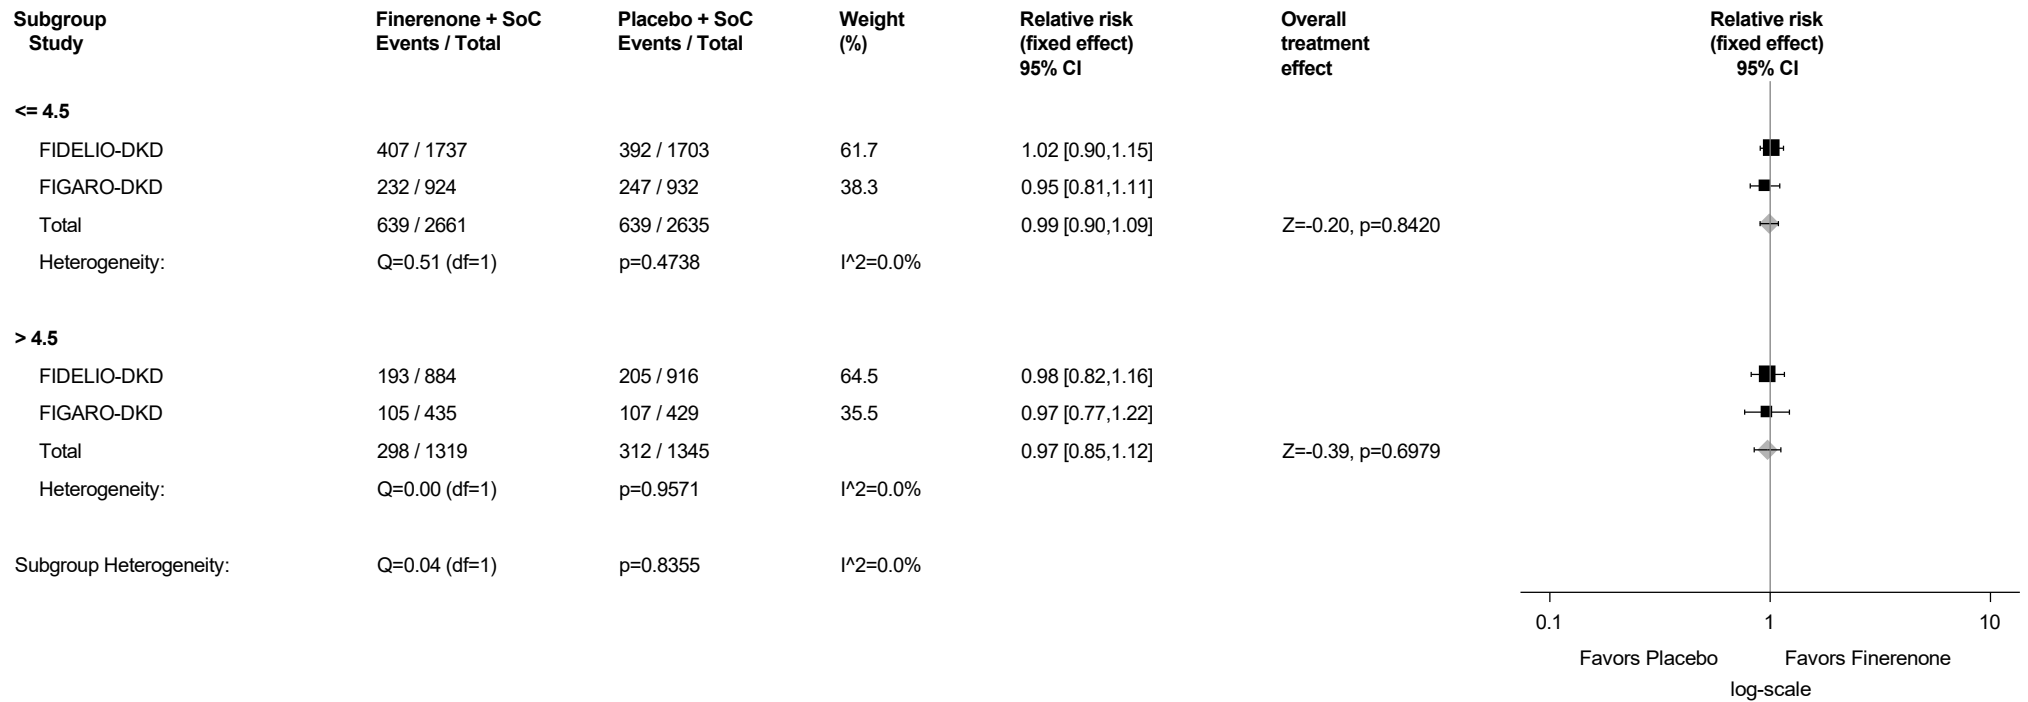 Subgroup Finerenone + SoC Placebo + SoC Weight Relative risk Overall Relative risk
Study Events / Total Events / Total (%) (fixed effect) treatment (fixed effect)
95% CI effect 95% CI
<= 4.5
FIDELIO-DKD 407 / 1737 392 / 1703 61.7 1.02 [0.90,1.15]
FIGARO-DKD 232 / 924 247 / 932 38.3 0.95 [0.81,1.11]
Total 639 / 2661 639 / 2635 0.99 [0.90,1.09] Z=-0.20, p=0.8420
Heterogeneity: Q=0.51 (df=1) p=0.4738 I^2=0.0%
> 4.5
FIDELIO-DKD 193 / 884 205 / 916 64.5 0.98 [0.82,1.16]
FIGARO-DKD 105 / 435 107 / 429 35.5 0.97 [0.77,1.22]
Total 298 / 1319 312 / 1345 0.97 [0.85,1.12] Z=-0.39, p=0.6979
Heterogeneity: Q=0.00 (df=1) p=0.9571 I^2=0.0%
Subgroup Heterogeneity: Q=0.04 (df=1) p=0.8355 I^2=0.0%
0.1 1 10
Favors Placebo Favors Finerenone
log-scale